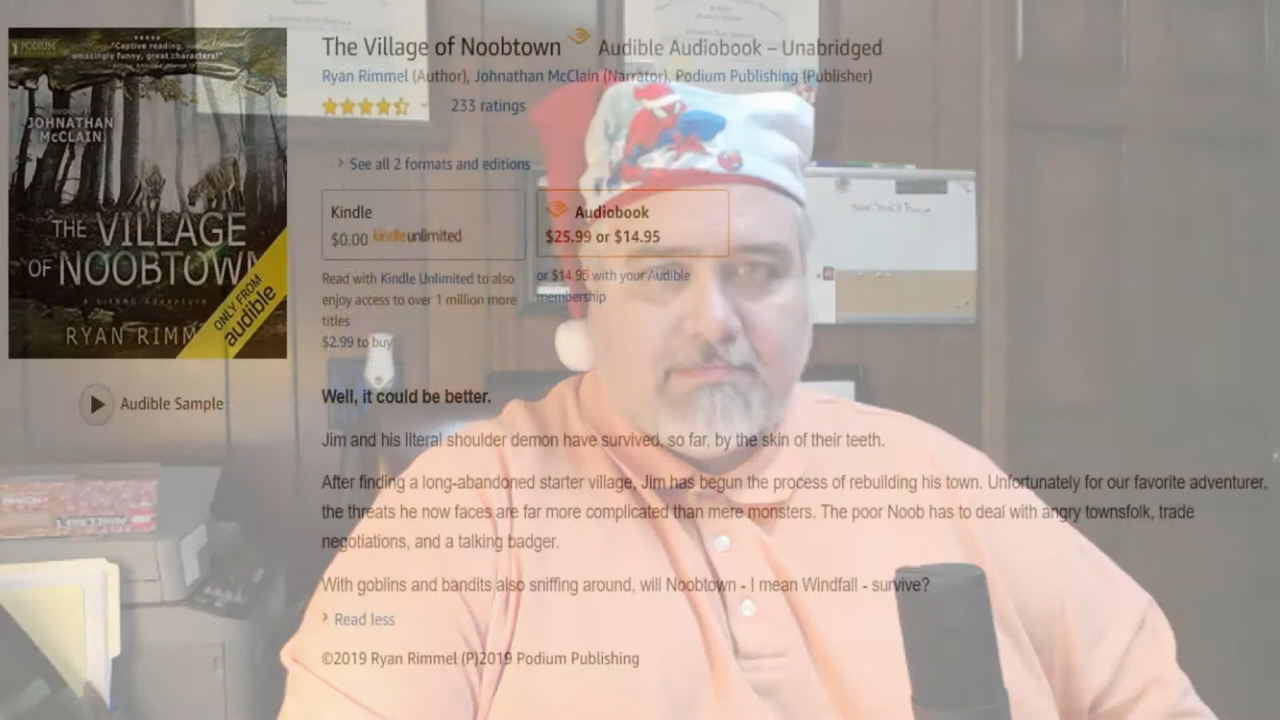 PODIUM
"Captive reading,
amazingly funny, great characters!"
JOHNATHAN
McCLAIN
THE VILLAGE
OF NOOBTOWN
A LitRPG Adventure
RYAN RIMM
ONLY FROM
audible
The Village of Noobtown Audible Audiobook – Unabridged
Ryan Rimmel (Author), Johnathan McClain (Narrator), Podium Publishing (Publisher)
233 ratings
See all 2 formats and editions
Kindle
$0.00 kindleunlimited
Audiobook
$25.99 or $14.95
Read with Kindle Unlimited to also
enjoy access to over 1 million more
titles
$2.99 to buy
or $14.95 with your Audible
membership
Audible Sample
Well, it could be better.
Jim and his literal shoulder demon have survived, so far, by the skin of their teeth.
After finding a long-abandoned starter village, Jim has begun the process of rebuilding his town. Unfortunately for our favorite adventurer,
the threats he now faces are far more complicated than mere monsters. The poor Noob has to deal with angry townsfolk, trade
negotiations, and a talking badger.
With goblins and bandits also sniffing around, will Noobtown - I mean Windfall - survive?
Read less
©2019 Ryan Rimmel (P)2019 Podium Publishing